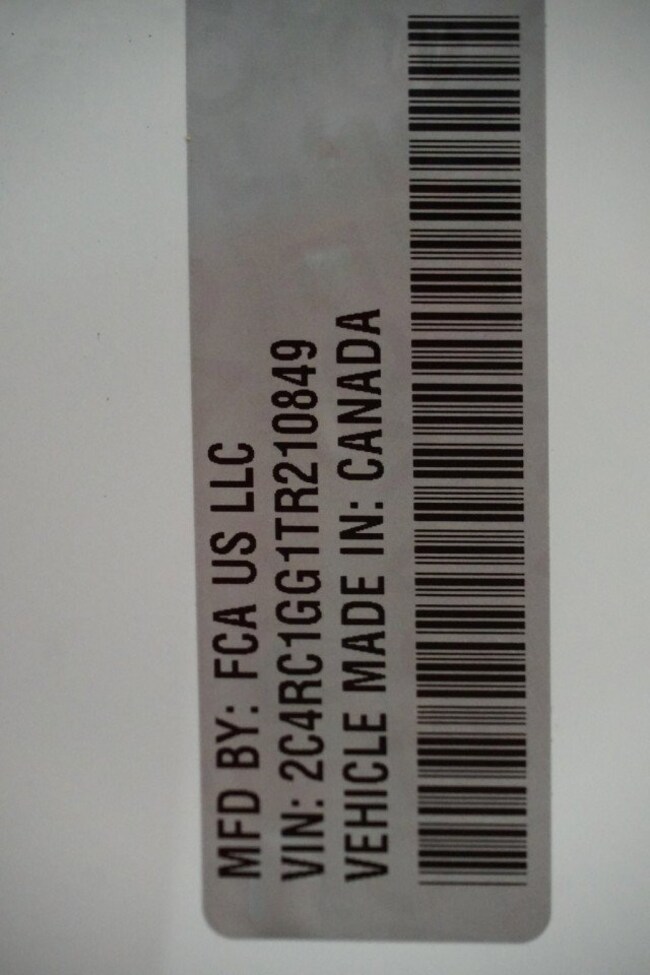 MFD BY: FCA US LLC
VIN: 2C4RC1GG1TR210849
VEHICLE MADE IN: CANADA